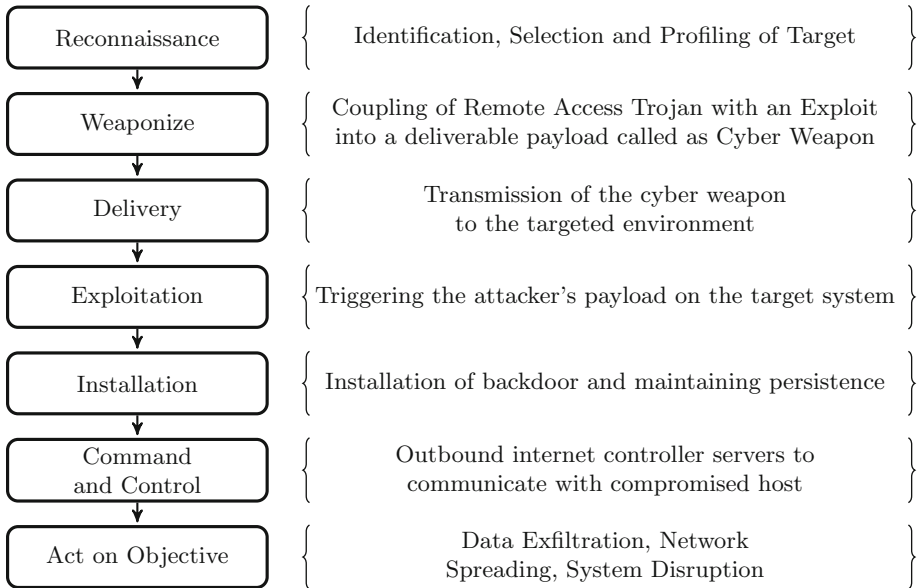 Reconnaissance
Identification, Selection and Profiling of Target
Weaponize
Coupling of Remote Access Trojan with an Exploit
into a deliverable payload called as Cyber Weapon
Delivery
Transmission of the cyber weapon
to the targeted environment
Exploitation
Triggering the attacker's payload on the target system
Installation
Installation of backdoor and maintaining persistence
Command
and Control
Outbound internet controller servers to
communicate with compromised host
Act on Objective
Data Exfiltration, Network
Spreading, System Disruption